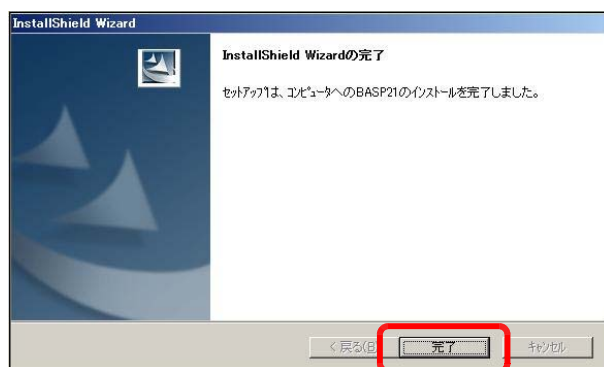 InstallShield Wizard
InstallShield Wizardの完了
セットアップは、コンピュータへのBASP21のインストールを完了しました。
< 戻る(B
完了
キャンセル